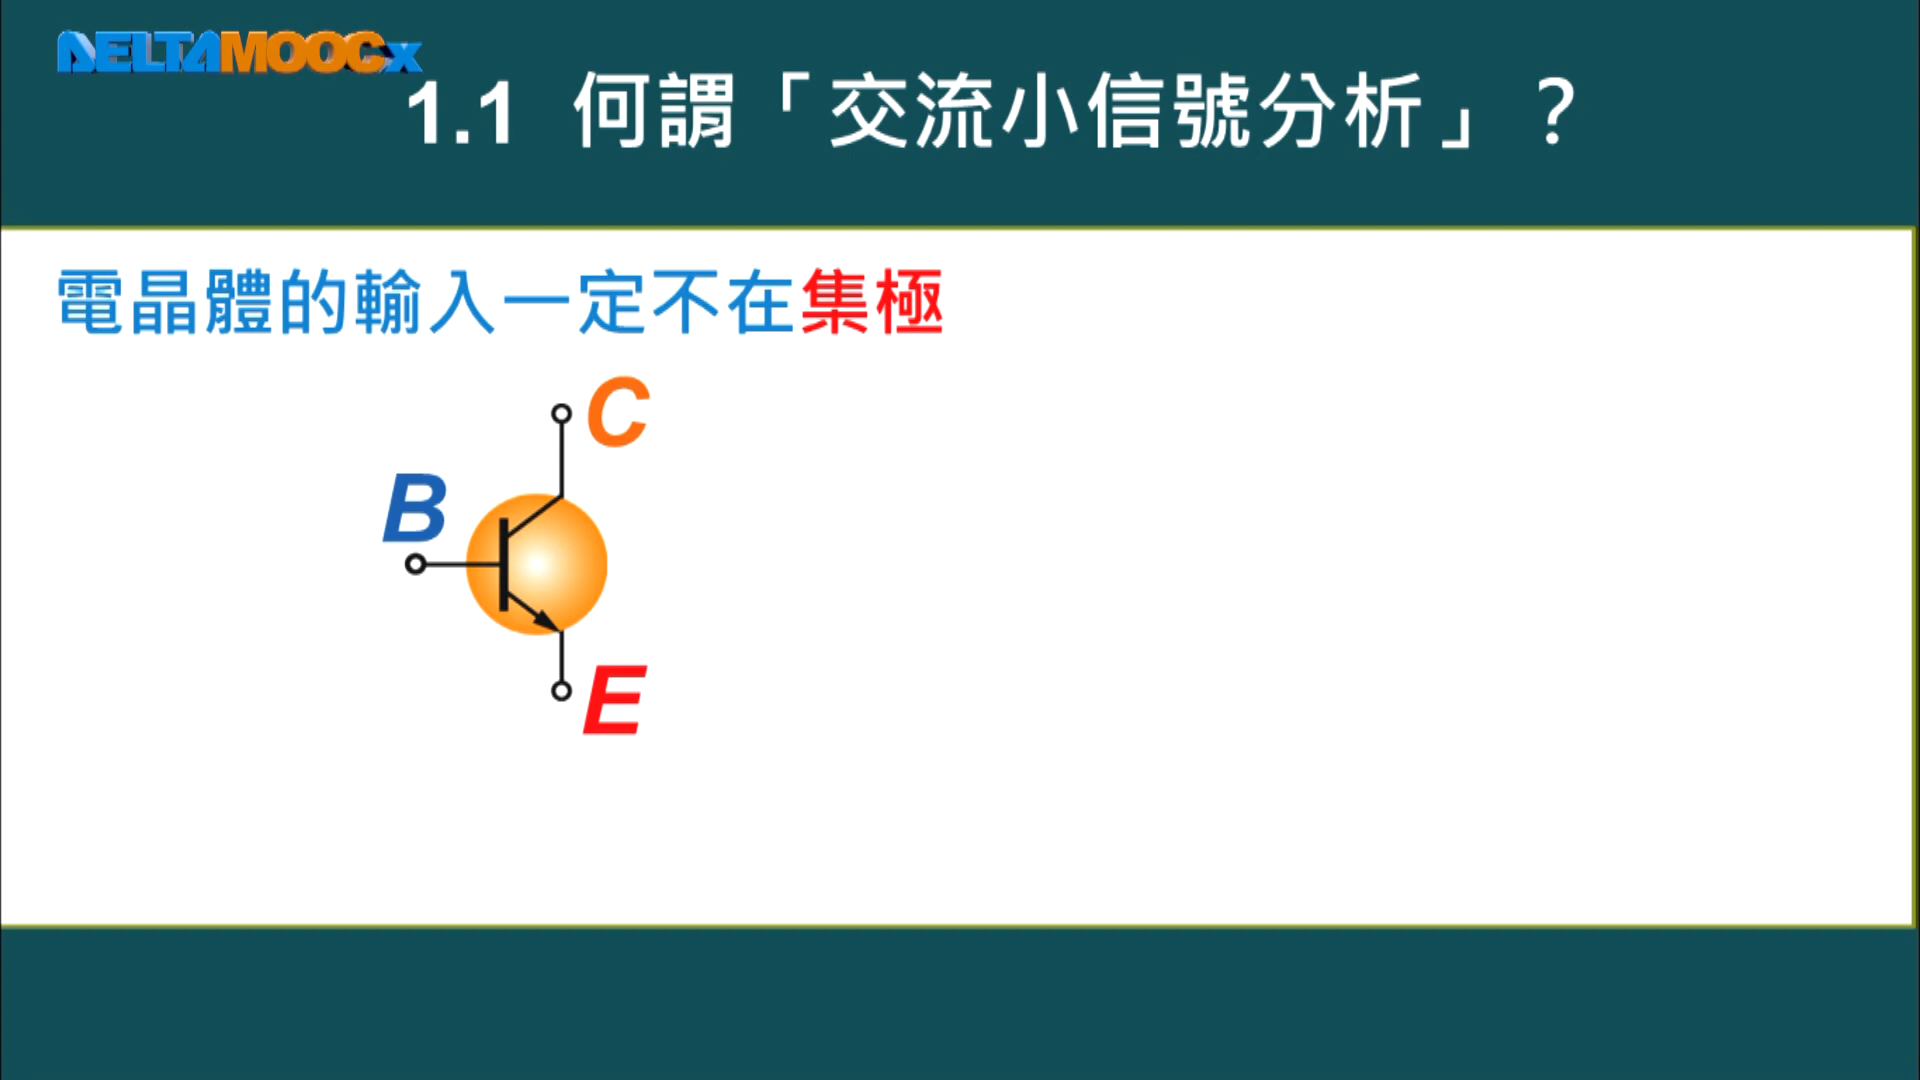 DELTAMOOCx
1.1 何謂「交流小信號分析」？
電晶體的輸入一定不在集極
C
B
E